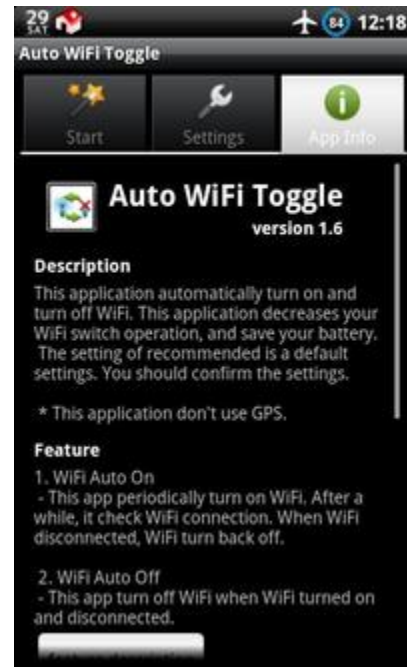 29
SAT
84
12:18
Auto WiFi Toggle
Start
Settings
App Info
Auto WiFi Toggle
version 1.6
Description
This application automatically turn on and
turn off WiFi. This application decreases your
WiFi switch operation, and save your battery.
The setting of recommended is a default
settings. You should confirm the settings.
* This application don't use GPS.
Feature
1. WiFi Auto On
- This app periodically turn on WiFi. After a
while, it check WiFi connection. When WiFi
disconnected, WiFi turn back off.
2. WiFi Auto Off
- This app turn off WiFi when WiFi turned on
and disconnected.